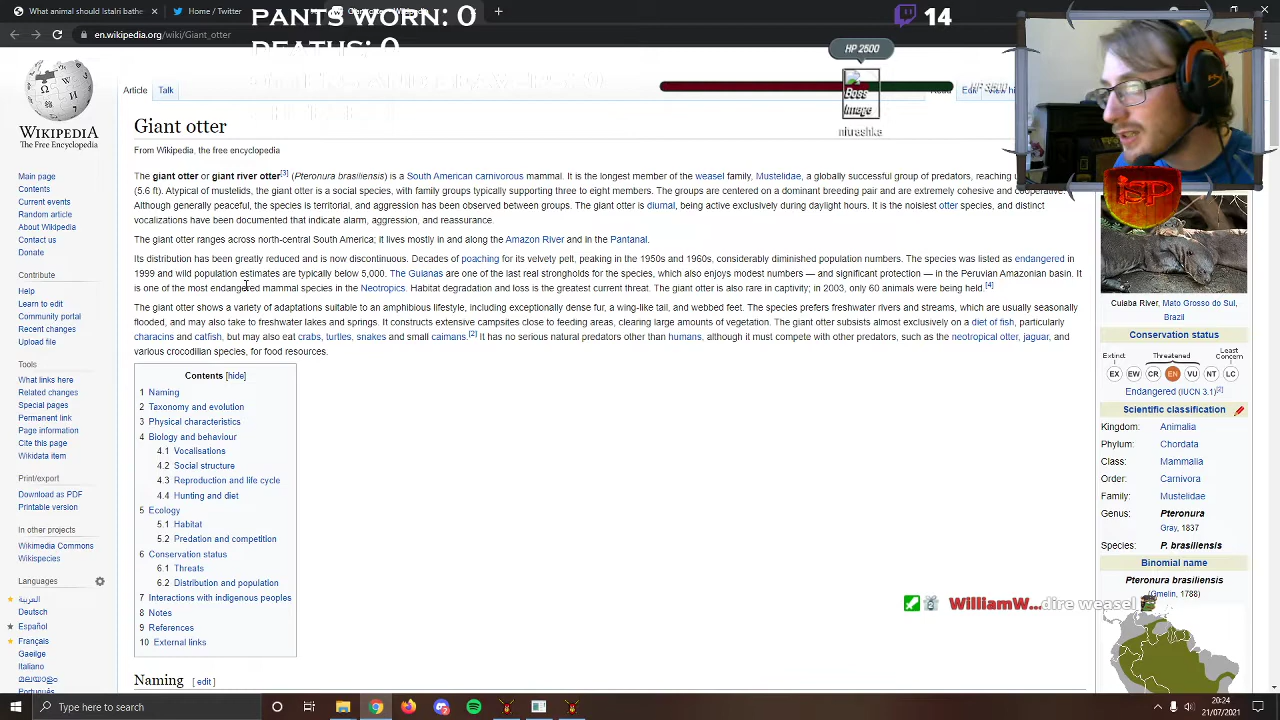 What animal should Istalri bathe
Home / Twitter
PANTS WORN: 0
DEATHS: 0
14
en.wikipedia.org/wiki/Giant_otter
HP 2500
Boss
Image
niurashka
WIKIPEDIA
The Free Encyclopedia
Main page
Contents
Current events
Random article
About Wikipedia
Contact us
Donate
Contribute
Help
Learn to edit
Community portal
Recent changes
Upload file
Tools
What links here
Related changes
Special pages
Permanent link
Page information
Cite this page
Wikidata item
Print/export
Download as PDF
Printable version
In other projects
Wikimedia Commons
Wikispecies
Languages
العربية
Deutsch
Español
Français
Gaeilge
Italiano
മലയാളം
Português
Article Talk
Edit
Giant otter
From Wikipedia, the free encyclopedia
The giant otter or giant river otter[3] (Pteronura brasiliensis) is a South American carnivorous mammal. It is the longest member of the weasel family, Mustelidae, a globally successful group of predators, reaching
(5.6 ft). Atypical of mustelids, the giant otter is a social species, with family groups typically supporting three to eight members. The groups are centered on a dominant breeding pair and are extremely cohesive and cooperative.
Although generally peaceful, the species is territorial, and aggression has been observed between groups. The giant otter is diurnal, being active exclusively during daylight hours. It is the noisiest otter species, and distinct
vocalizations have been documented that indicate alarm, aggression, and reassurance.
The giant otter ranges across north-central South America; it lives mostly in and along the Amazon River and in the Pantanal.
Its distribution has been greatly reduced and is now discontinuous. Decades of poaching for its velvety pelt, peaking in the 1950s and 1960s, considerably diminished population numbers. The species was listed as endangered in
1999 and wild population estimates are typically below 5,000. The Guianas are one of the last real strongholds for the species, which also enjoys modest numbers — and significant protection — in the Peruvian Amazonian basin. It
is one of the most endangered mammal species in the Neotropics. Habitat degradation and loss is the greatest current threat. The giant otter is also rare in captivity; in 2003, only 60 animals were being held.[4]
The giant otter shows a variety of adaptations suitable to an amphibious lifestyle, including exceptionally dense fur, a wing-like tail, and webbed feet. The species prefers freshwater rivers and streams, which are usually seasonally
flooded, and may also take to freshwater lakes and springs. It constructs extensive campsites close to feeding areas, clearing large amounts of vegetation. The giant otter subsists almost exclusively on a diet of fish, particularly
characins and catfish, but may also eat crabs, turtles, snakes and small caimans.[2] It has no serious natural predators other than humans, although it must compete with other predators, such as the neotropical otter, jaguar, and
various crocodilian species, for food resources.
Contents [hide]
1 Naming
2 Taxonomy and evolution
3 Physical characteristics
4 Biology and behaviour
4.1 Vocalisations
4.2 Social structure
4.3 Reproduction and life cycle
4.4 Hunting and diet
5 Ecology
5.1 Habitat
5.2 Predation and competition
6 Conservation status
6.1 Threats
6.2 Distribution and population
7 Interactions with indigenous peoples
8 Notes
9 References
10 External links
Naming [ edit ]
ISP
Cuiaba River, Mato Grosso do Sul,
Brazil
Conservation status
Extinct Threatened Least Concern
EX EW CR EN VU NT LC
Endangered (IUCN 3.1)[2]
Scientific classification
Kingdom: Animalia
Phylum: Chordata
Class: Mammalia
Order: Carnivora
Family: Mustelidae
Genus: Pteronura
Gray, 1837
Species: P. brasiliensis
Binomial name
Pteronura brasiliensis
(Gmelin, 1788)
WilliamW... dire weasel
Type here to search
20:24
21/07/2021